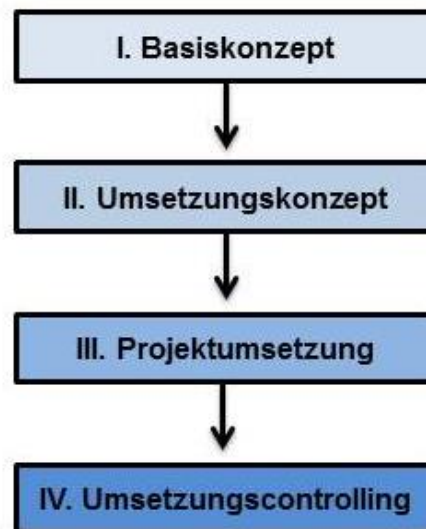 I. Basiskonzept
II. Umsetzungskonzept
III. Projektumsetzung
IV. Umsetzungscontrolling